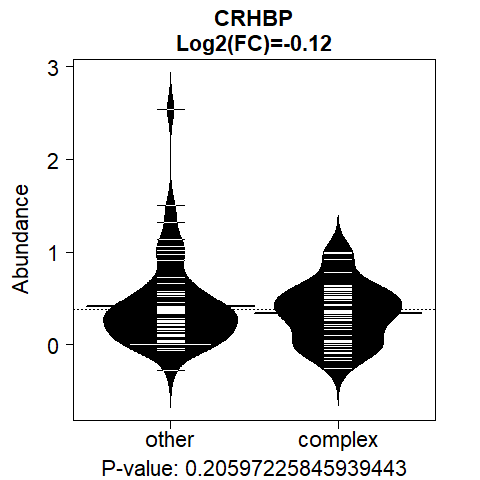 CRHBP
Log2(FC)=-0.12
Abundance
3
2
1
0
other complex
P-value: 0.20597225845939443